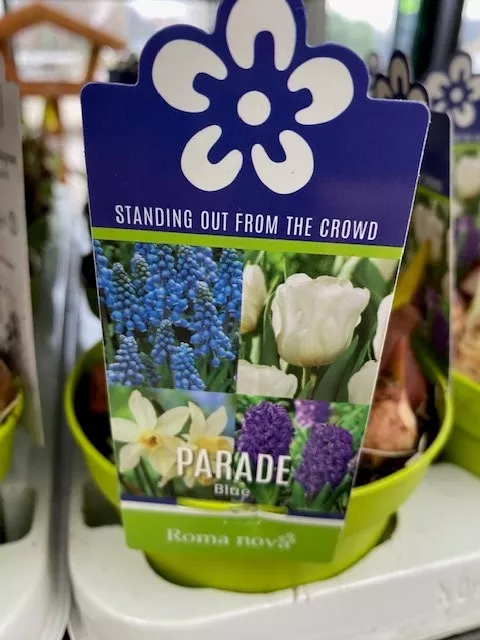 STANDING OUT FROM THE CROWD
PARADE
Blue
Roma nova